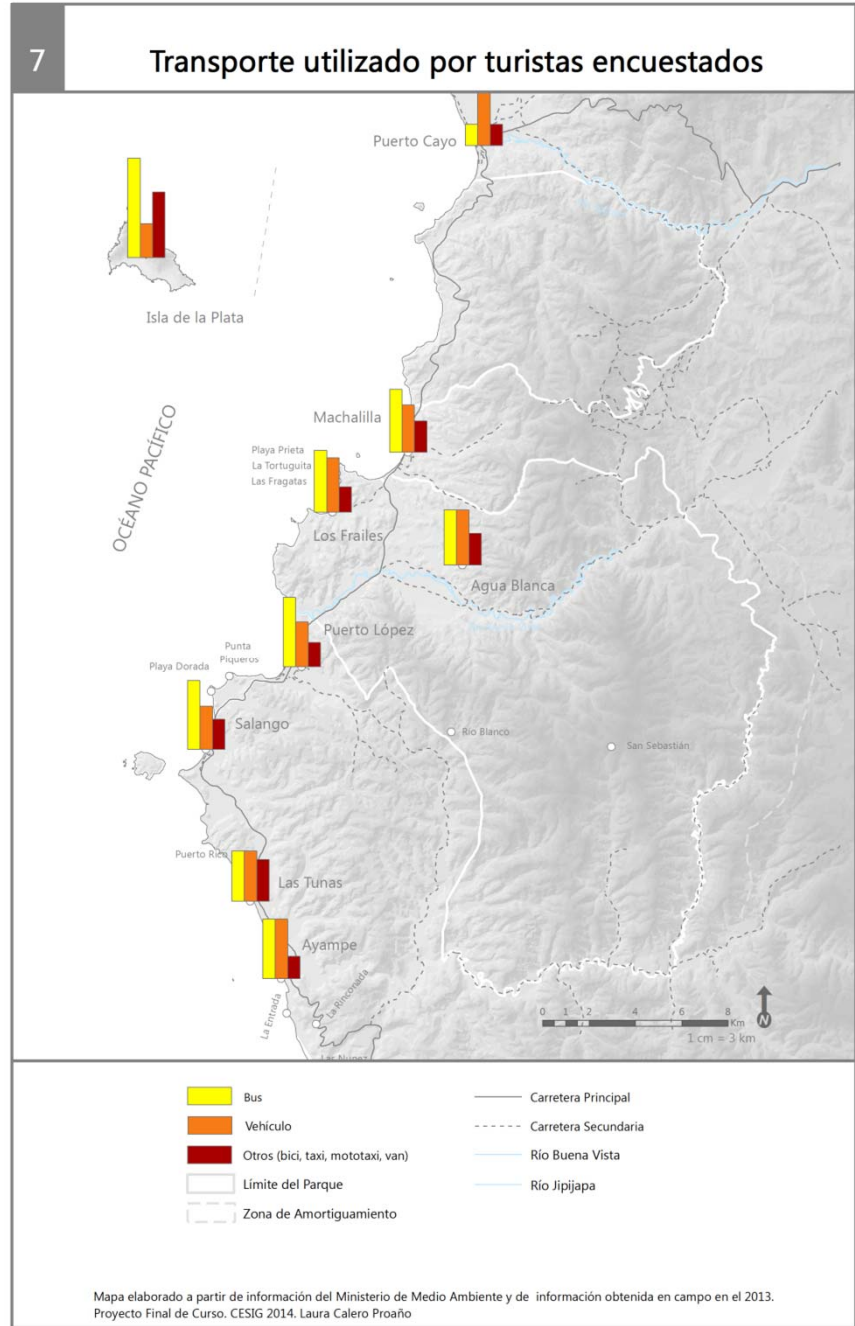 7
Transporte utilizado por turistas encuestados
Puerto Cayo
Isla de la Plata
OCÉANO PACÍFICO
Machalilla
Playa Prieta
La Tortuguita
Las Fragatas
Los Frailes
Agua Blanca
Puerto López
Punta
Piqueros
Playa Dorada
Salango
Río Blanco
San Sebastián
Puerto Rico
Las Tunas
Ayampe
La Entrada
La Rinconada
Las Núñez
0 1 2 4 6 8
Km
N
1 cm = 3 km
Bus
Vehículo
Otros (bici, taxi, mototaxi, van)
Límite del Parque
Zona de Amortiguamiento
Carretera Principal
Carretera Secundaria
Río Buena Vista
Río Jipijapa
Mapa elaborado a partir de información del Ministerio de Medio Ambiente y de información obtenida en campo en el 2013.
Proyecto Final de Curso. CESIG 2014. Laura Calero Proaño